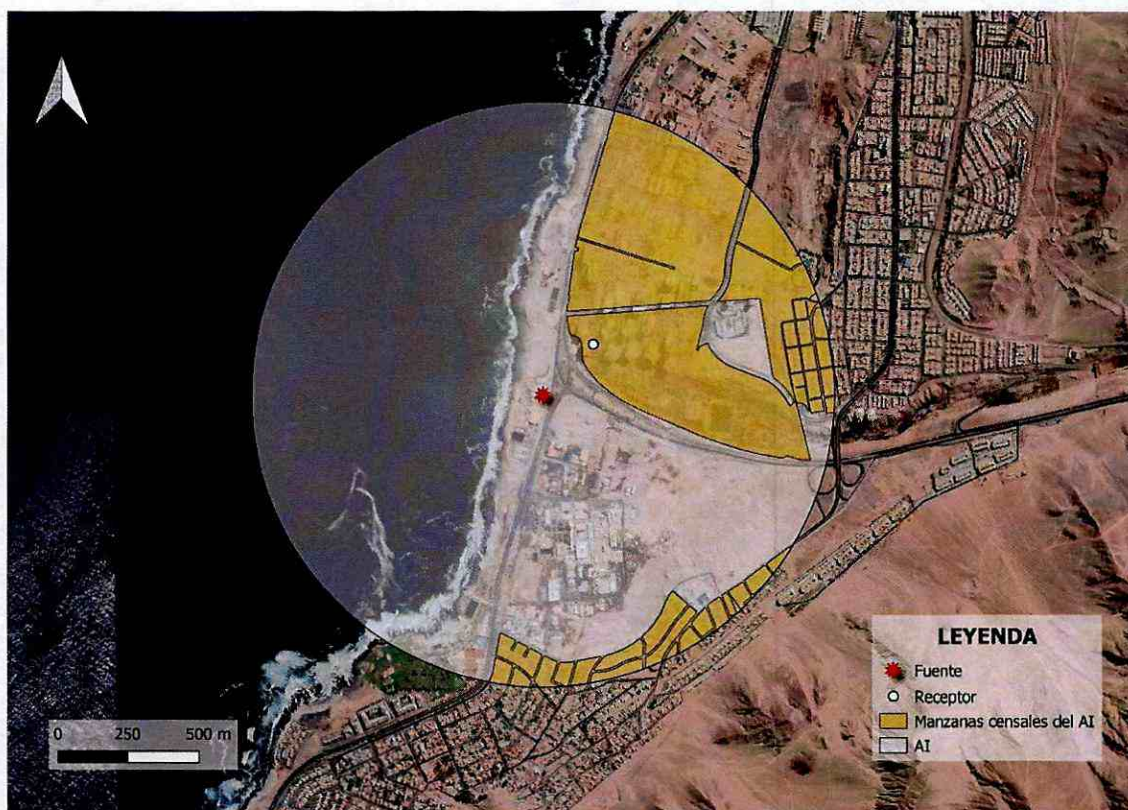 LEYENDA
Fuente
Receptor
Manzanas censales del AI
AI
0 250 500 m